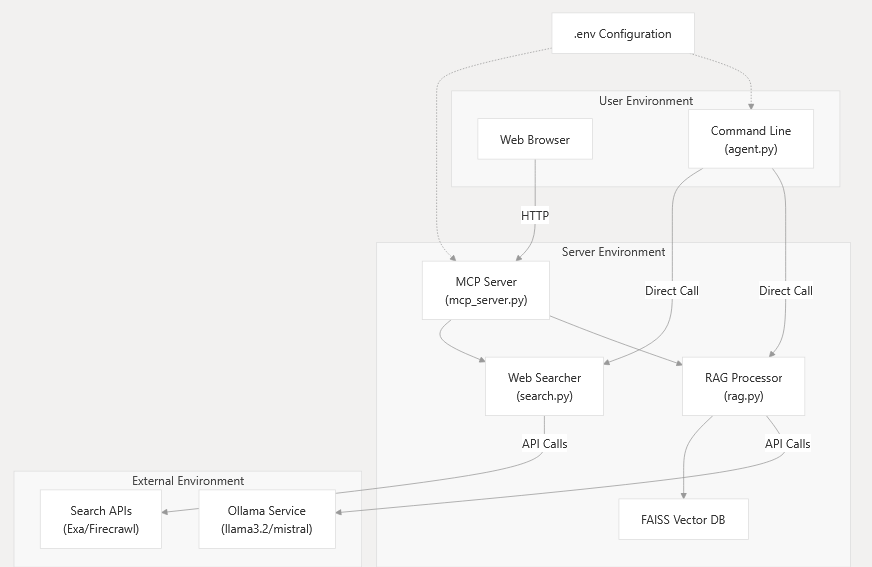 .env Configuration
User Environment
Web Browser
Command Line
(agent.py)
HTTP
Server Environment
MCP Server
(mcp_server.py)
Direct Call
Direct Call
Web Searcher
(search.py)
RAG Processor
(rag.py)
API Calls
API Calls
External Environment
Search APIs
(Exa/Firecrawl)
Ollama Service
(llama3.2/mistral)
FAISS Vector DB